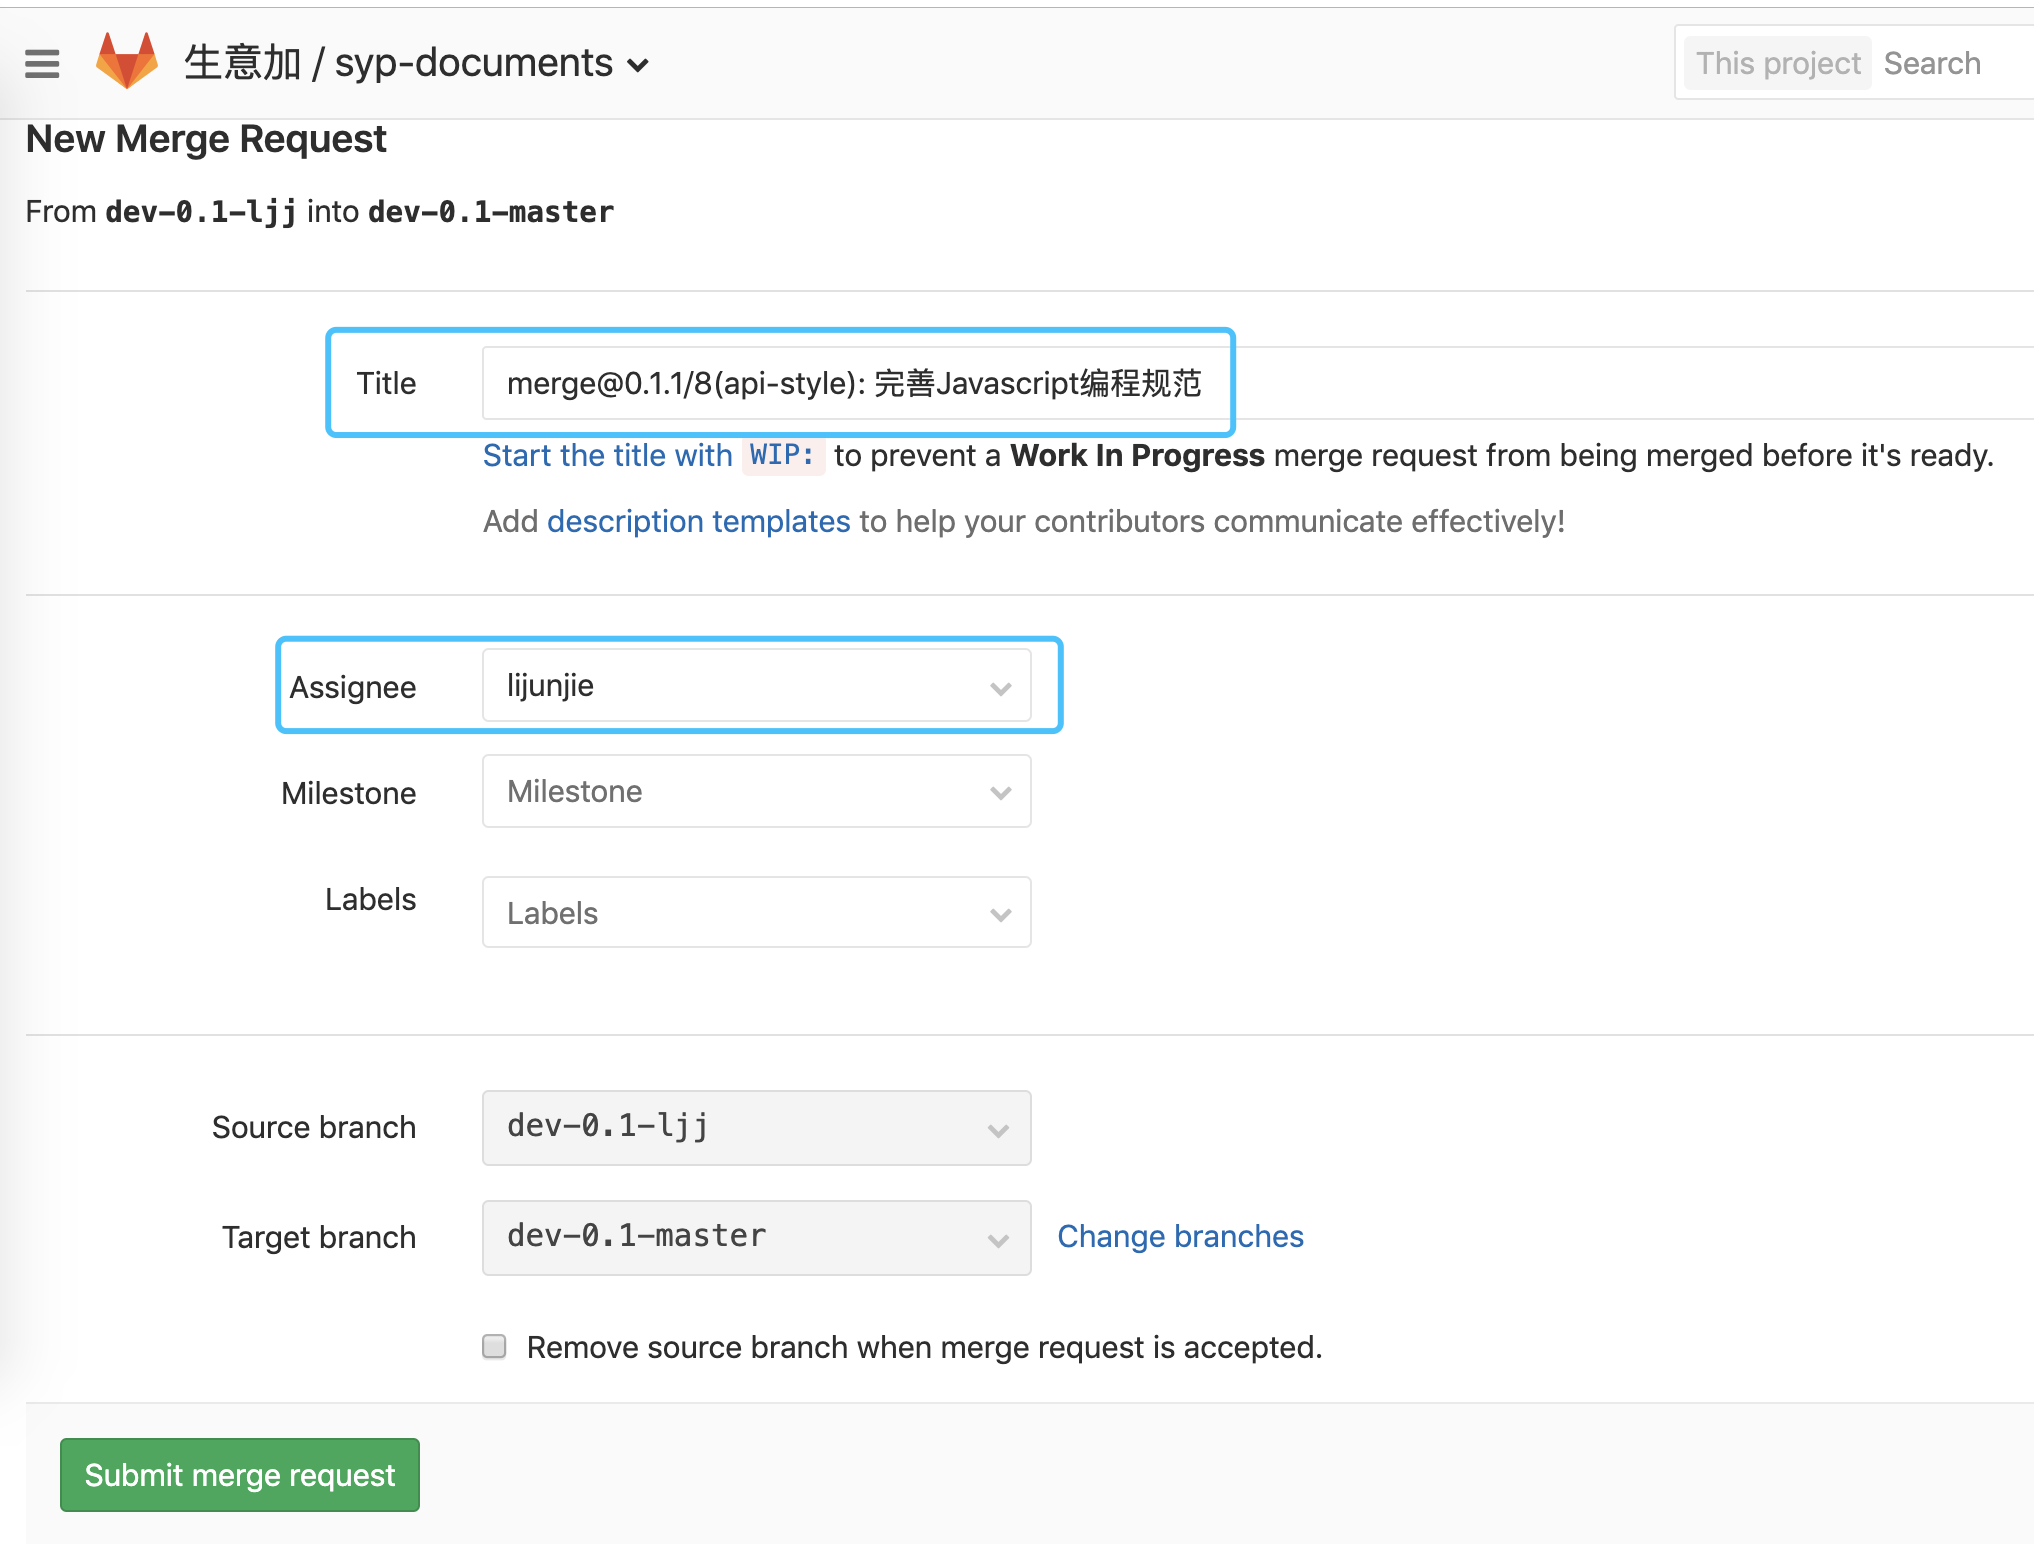 生意加 / syp-documents
This project Search
New Merge Request
From dev-0.1-ljj into dev-0.1-master
Title merge@0.1.1/8(api-style): 完善Javascript编程规范
Start the title with WIP: to prevent a Work In Progress merge request from being merged before it's ready.
Add description templates to help your contributors communicate effectively!
Assignee lijunjie
Milestone Milestone
Labels Labels
Source branch dev-0.1-ljj
Target branch dev-0.1-master Change branches
Remove source branch when merge request is accepted.
Submit merge request